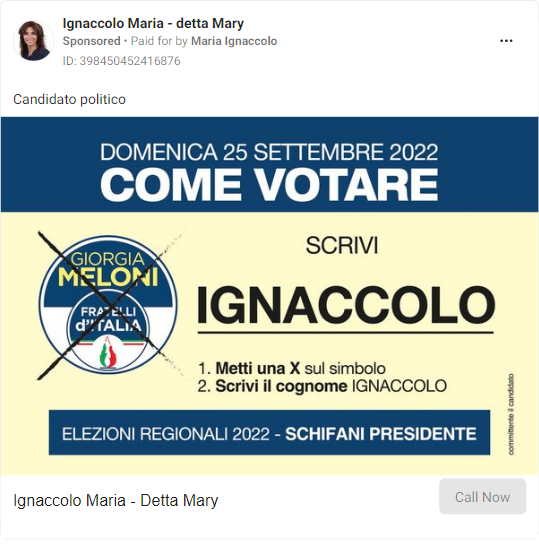 Ignaccolo Maria - detta Mary
Sponsored • Paid for by Maria Ignaccolo
ID: 398450452416876
Candidato politico
DOMENICA 25 SETTEMBRE 2022
COME VOTARE
GIORGIA
MELONI
FRATELLI
d'ITALIA
SCRIVI
IGNACCOLO
1. Metti una X sul simbolo
2. Scrivi il cognome IGNACCOLO
committente il candidato
ELEZIONI REGIONALI 2022 - SCHIFANI PRESIDENTE
Ignaccolo Maria - Detta Mary
Call Now